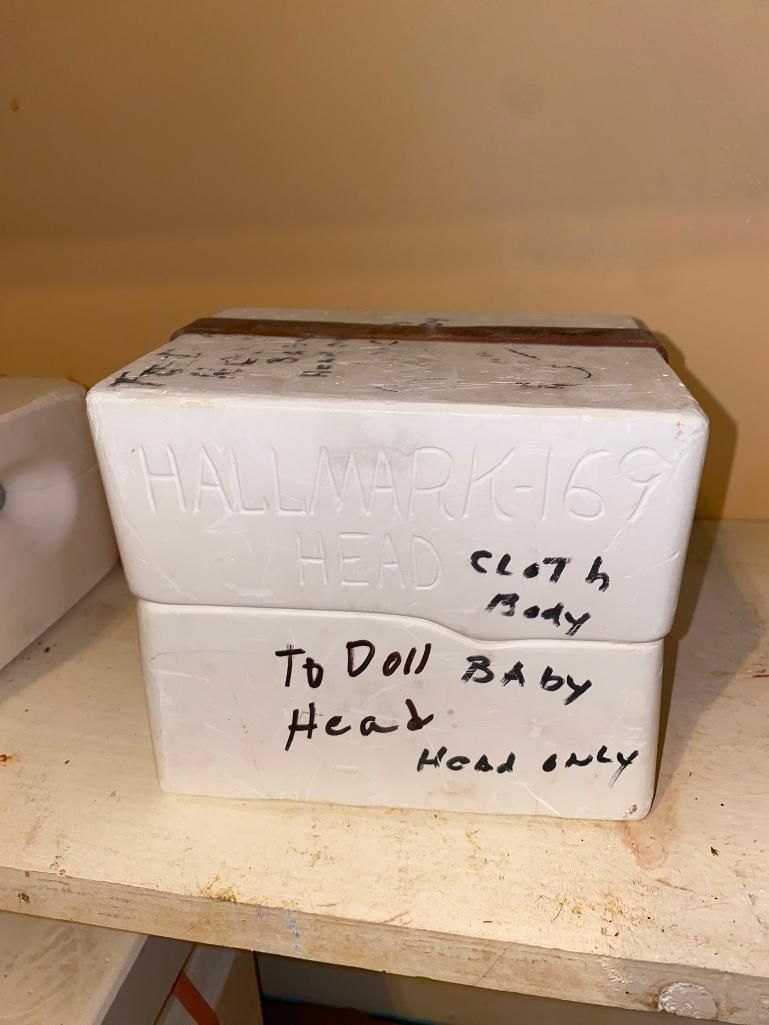 HALLMARK-169
HEAD
CLOTh
Body
To Doll
Head
BAby
Head ONLY